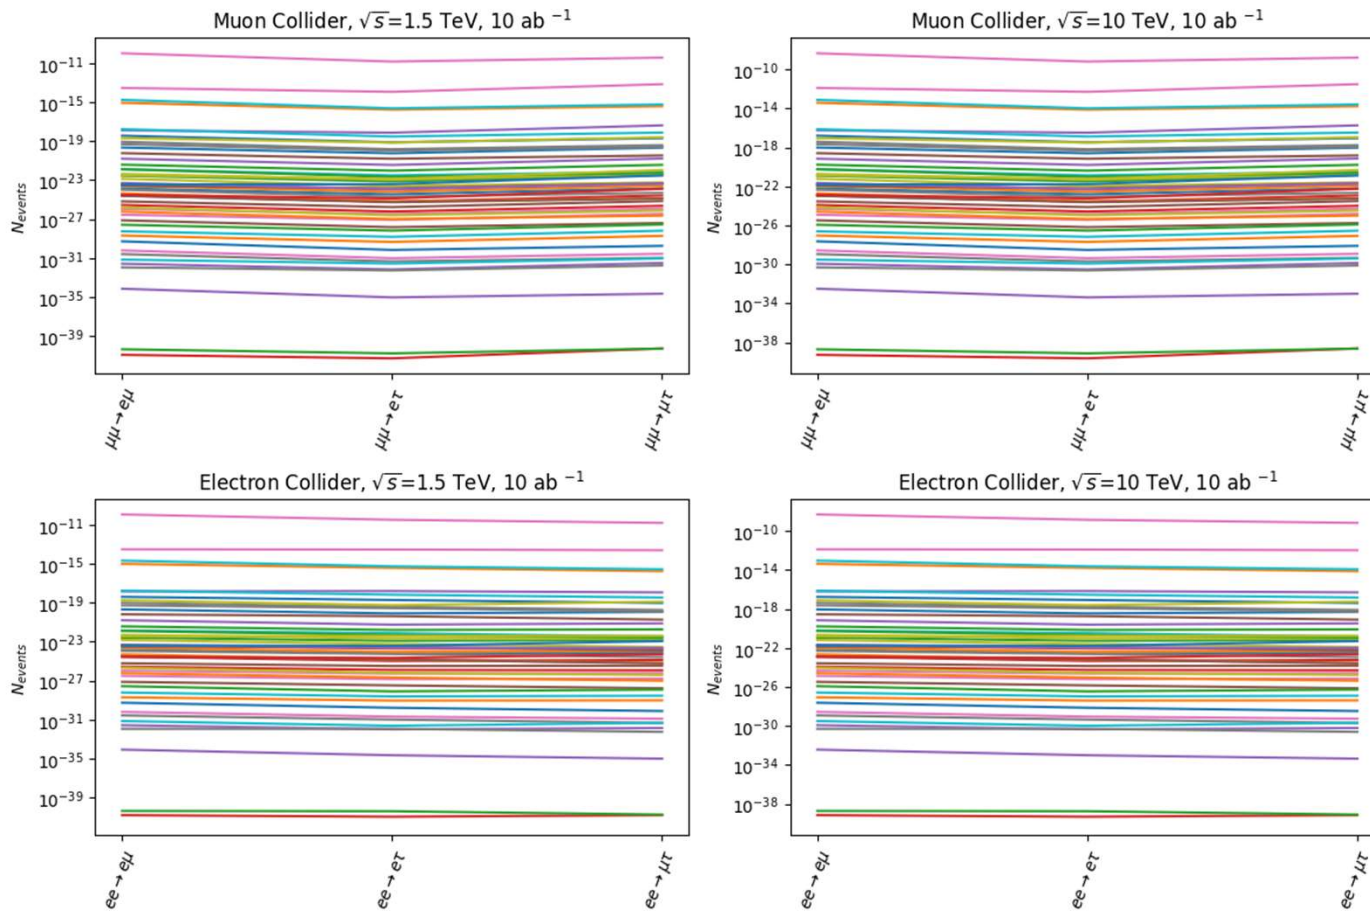 Muon Collider, √s=1.5 TeV, 10 ab ⁻¹
N_events
10⁻¹¹
10⁻¹⁵
10⁻¹⁹
10⁻²³
10⁻²⁷
10⁻³¹
10⁻³⁵
10⁻³⁹
μμ→eμ
μμ→eτ
μμ→μτ
Muon Collider, √s=10 TeV, 10 ab ⁻¹
N_events
10⁻¹⁰
10⁻¹⁴
10⁻¹⁸
10⁻²²
10⁻²⁶
10⁻³⁰
10⁻³⁴
10⁻³⁸
μμ→eμ
μμ→eτ
μμ→μτ
Electron Collider, √s=1.5 TeV, 10 ab ⁻¹
N_events
10⁻¹¹
10⁻¹⁵
10⁻¹⁹
10⁻²³
10⁻²⁷
10⁻³¹
10⁻³⁵
10⁻³⁹
ee→eμ
ee→eτ
ee→μτ
Electron Collider, √s=10 TeV, 10 ab ⁻¹
N_events
10⁻¹⁰
10⁻¹⁴
10⁻¹⁸
10⁻²²
10⁻²⁶
10⁻³⁰
10⁻³⁴
10⁻³⁸
ee→eμ
ee→eτ
ee→μτ